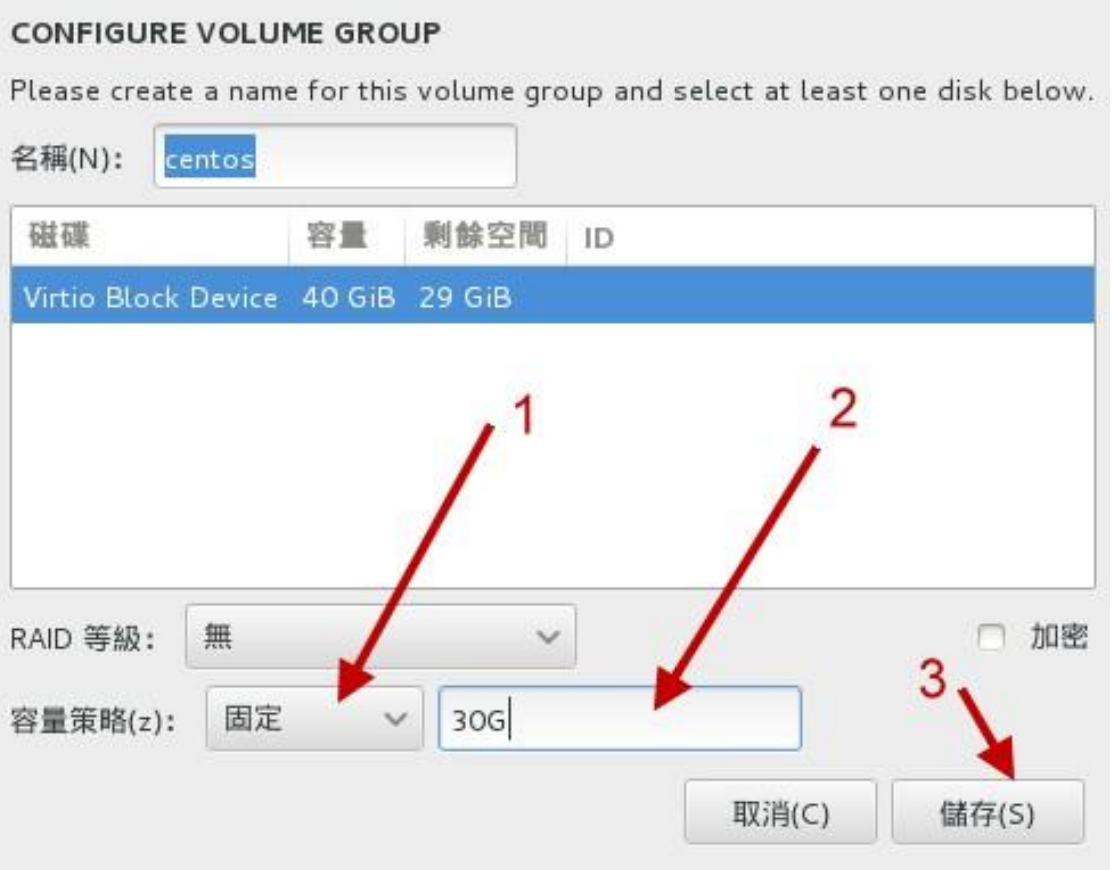 CONFIGURE VOLUME GROUP
Please create a name for this volume group and select at least one disk below.
名稱(N): centos
磁碟 容量 剩餘空間 ID
Virtio Block Device 40 GiB 29 GiB
1 2
RAID 等級: 無 加密
3
容量策略(z): 固定 30G
取消(C) 儲存(S)